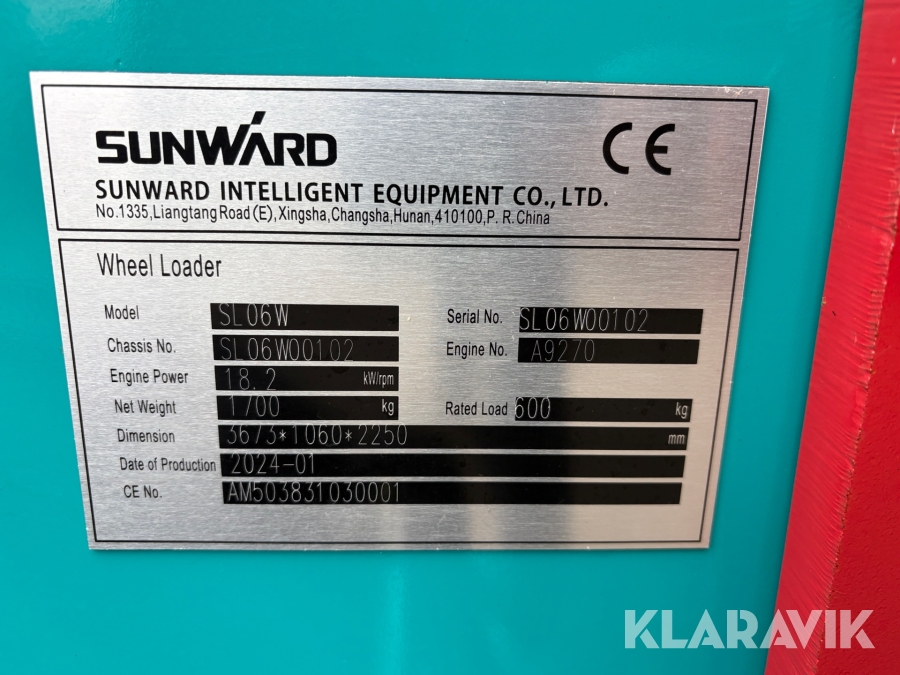 SUNWARD
CE
SUNWARD INTELLIGENT EQUIPMENT CO., LTD.
No.1335,Liangtang Road (E),Xingsha,Changsha,Hunan,410100,P. R. China
Wheel Loader
Model SL06W Serial No. SL06W00102
Chassis No. SL06W00102 Engine No. A9270
Engine Power 18.2 kW/rpm
Net Weight 1700 kg Rated Load 600 kg
Dimension 3673*1060*2250 mm
Date of Production 2024-01
CE No. AM503831030001
KLARAVIK